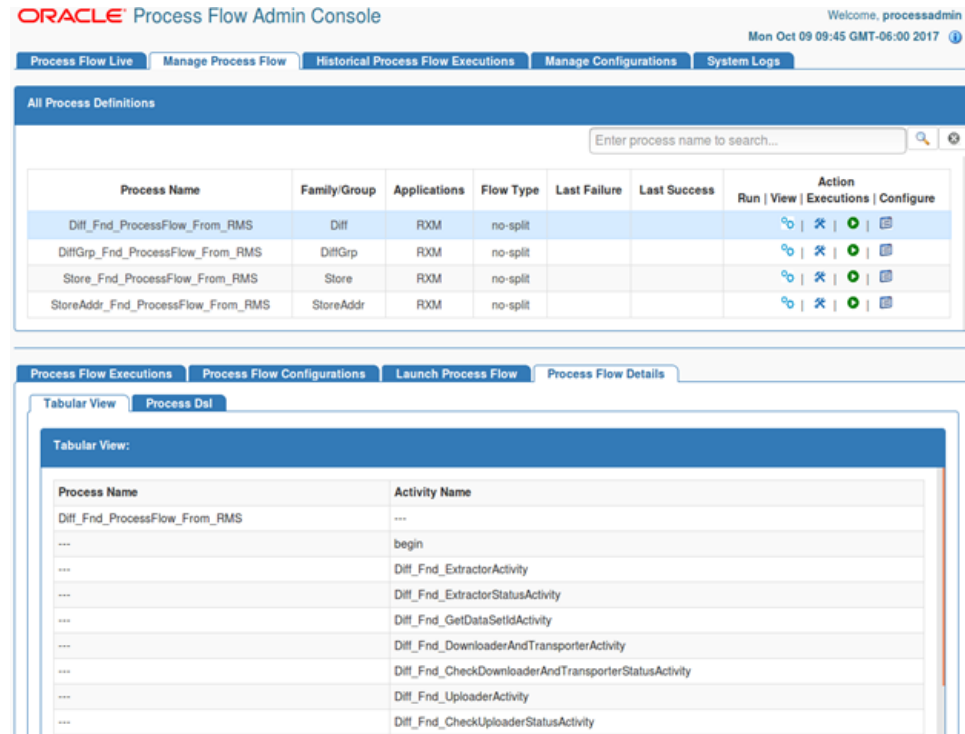 ORACLE Process Flow Admin Console
Welcome, processadmin
Mon Oct 09 09:45 GMT-06:00 2017
Process Flow Live Manage Process Flow Historical Process Flow Executions Manage Configurations System Logs
All Process Definitions
Enter process name to search...
Process Name Family/Group Applications Flow Type Last Failure Last Success Action
Run | View | Executions | Configure
Diff_Fnd_ProcessFlow_From_RMS Diff RXM no-split | | |
DiffGrp_Fnd_ProcessFlow_From_RMS DiffGrp RXM no-split | | |
Store_Fnd_ProcessFlow_From_RMS Store RXM no-split | | |
StoreAddr_Fnd_ProcessFlow_From_RMS StoreAddr RXM no-split | | |
Process Flow Executions Process Flow Configurations Launch Process Flow Process Flow Details
Tabular View Process Dsl
Tabular View:
Process Name Activity Name
Diff_Fnd_ProcessFlow_From_RMS ---
--- begin
--- Diff_Fnd_ExtractorActivity
--- Diff_Fnd_ExtractorStatusActivity
--- Diff_Fnd_GetDataSetIdActivity
--- Diff_Fnd_DownloaderAndTransporterActivity
--- Diff_Fnd_CheckDownloaderAndTransporterStatusActivity
--- Diff_Fnd_UploaderActivity
--- Diff_Fnd_CheckUploaderStatusActivity